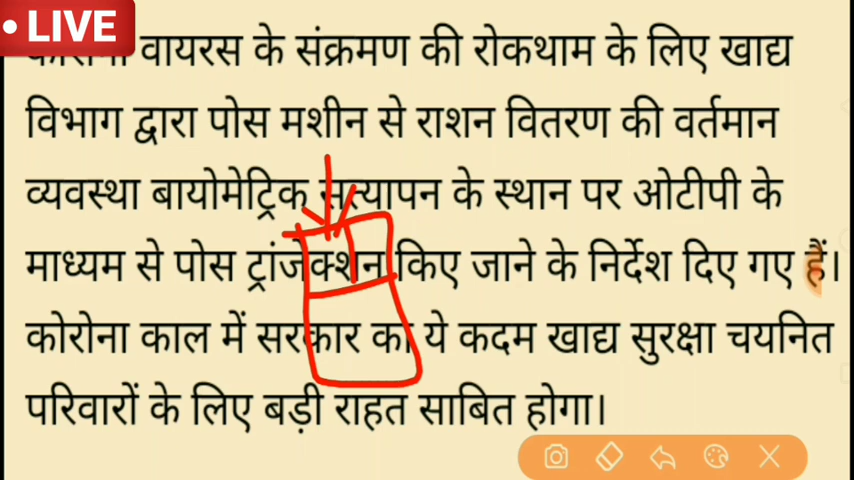 LIVE
वायरस के संक्रमण की रोकथाम के लिए खाद्य
विभाग द्वारा पोस मशीन से राशन वितरण की वर्तमान
व्यवस्था बायोमेट्रिक सत्यापन के स्थान पर ओटीपी के
माध्यम से पोस ट्रांजेक्शन किए जाने के निर्देश दिए गए हैं।
कोरोना काल में सरकार का ये कदम खाद्य सुरक्षा चयनित
परिवारों के लिए बड़ी राहत साबित होगा।